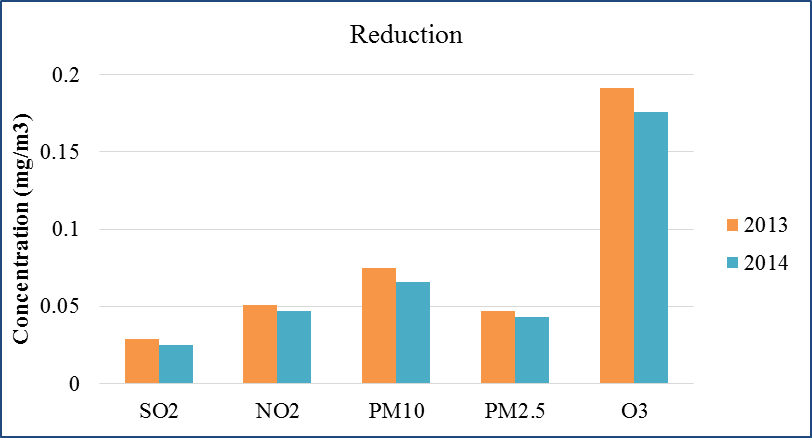 Reduction
Concentration (mg/m3)
0.2
0.15
0.1
0.05
0
SO2 NO2 PM10 PM2.5 O3
2013
2014